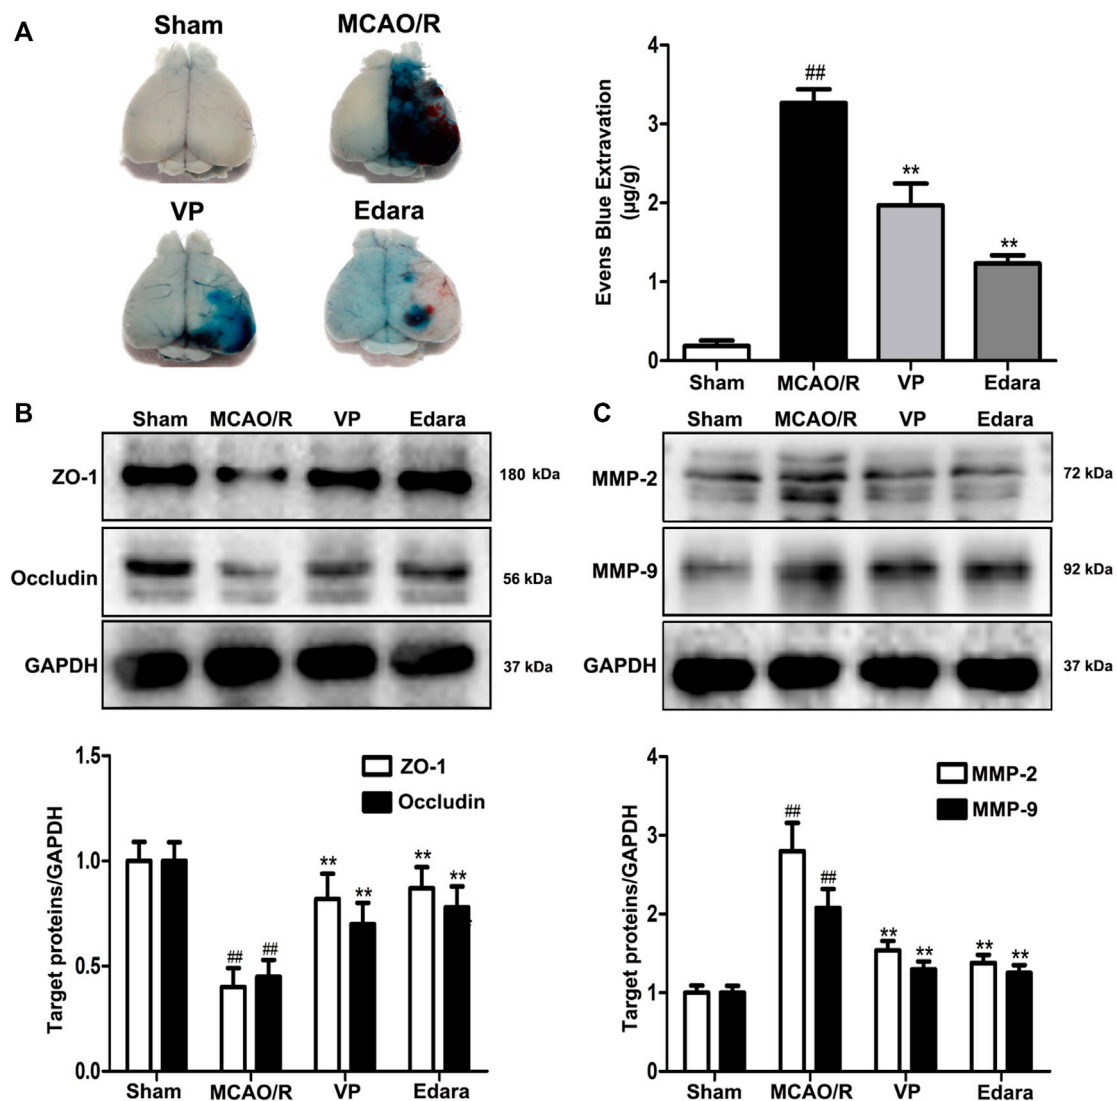 A
Sham MCAO/R
VP Edara
Evens Blue Extravation
(µg/g)
4
3
2
1
0
##
**
**
Sham MCAO/R VP Edara
B
Sham MCAO/R VP Edara
ZO-1 180 kDa
Occludin 56 kDa
GAPDH 37 kDa
C
Sham MCAO/R VP Edara
MMP-2 72 kDa
MMP-9 92 kDa
GAPDH 37 kDa
Target proteins/GAPDH
1.5
1.0
0.5
0.0
ZO-1
Occludin
## ##
** **
** **
Sham MCAO/R VP Edara
Target proteins/GAPDH
4
3
2
1
0
MMP-2
MMP-9
## ##
** **
** **
Sham MCAO/R VP Edara